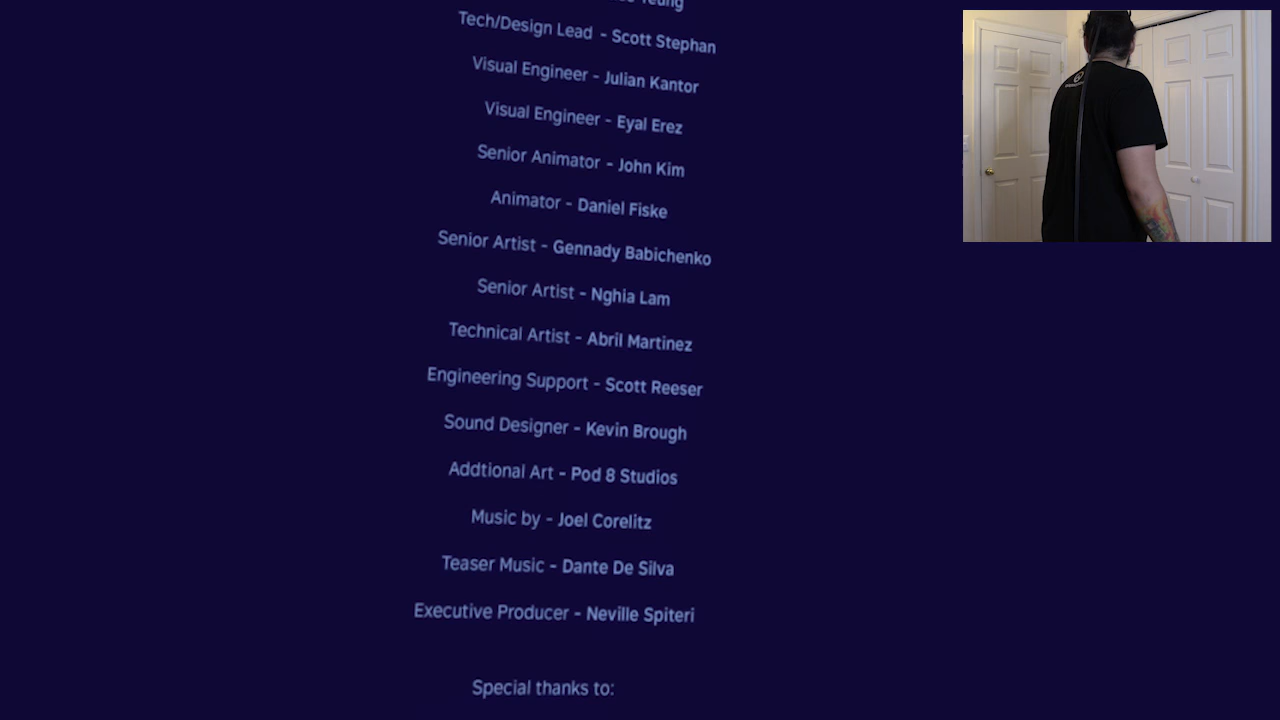 Yeung
Tech/Design Lead - Scott Stephan
Visual Engineer - Julian Kantor
Visual Engineer - Eyal Erez
Senior Animator - John Kim
Animator - Daniel Fiske
Senior Artist - Gennady Babichenko
Senior Artist - Nghia Lam
Technical Artist - Abril Martinez
Engineering Support - Scott Reeser
Sound Designer - Kevin Brough
Addtional Art - Pod 8 Studios
Music by - Joel Corelitz
Teaser Music - Dante De Silva
Executive Producer - Neville Spiteri
Special thanks to: